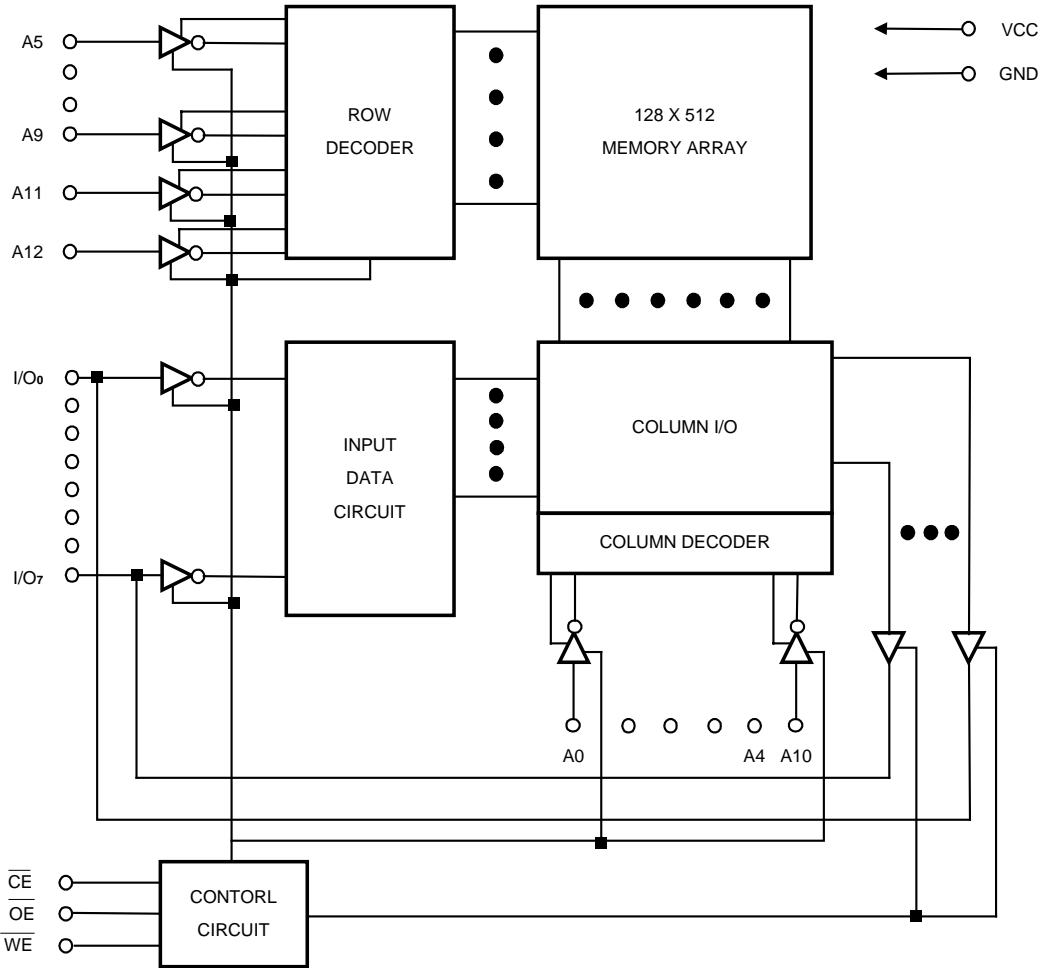 A5
A9
A11
A12
ROW
DECODER
128 X 512
MEMORY ARRAY
VCC
GND
I/O0
I/O7
INPUT
DATA
CIRCUIT
COLUMN I/O
COLUMN DECODER
A0
A4
A10
CE
OE
WE
CONTORL
CIRCUIT